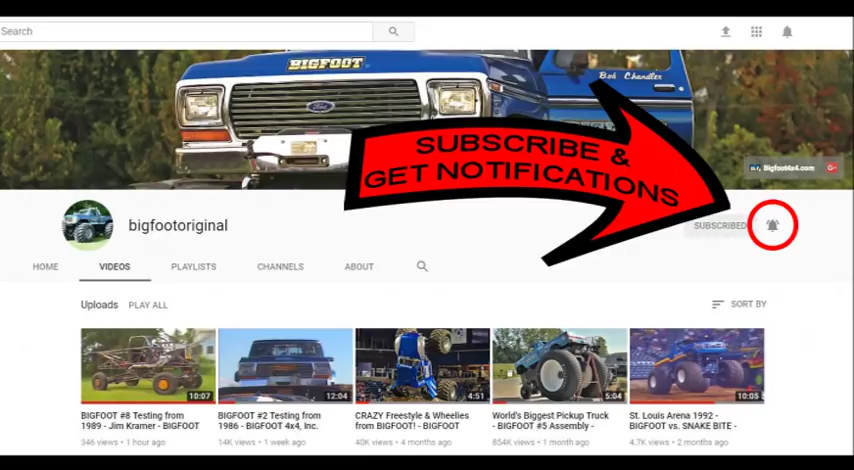 Search
BIGFOOT
Ford
Bob Chandler
SUBSCRIBE &
GET NOTIFICATIONS
Bigfoot4x4.com
G+
bigfootoriginal
SUBSCRIBED
HOME
VIDEOS
PLAYLISTS
CHANNELS
ABOUT
Uploads
PLAY ALL
SORT BY
10:07
12:04
4:51
5:04
10:05
BIGFOOT #8 Testing from
1989 - Jim Kramer - BIGFOOT
346 views • 1 hour ago
BIGFOOT #2 Testing from
1986 - BIGFOOT 4x4, Inc.
14K views • 1 week ago
CRAZY Freestyle & Wheelies
from BIGFOOT! - BIGFOOT
40K views • 4 months ago
World's Biggest Pickup Truck
- BIGFOOT #5 Assembly -
854K views • 1 month ago
St. Louis Arena 1992 -
BIGFOOT vs. SNAKE BITE -
4.7K views • 2 months ago